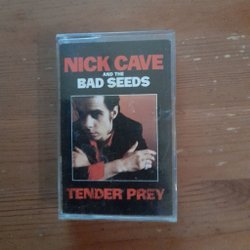 NICK CAVE
AND THE
BAD SEEDS
TENDER PREY